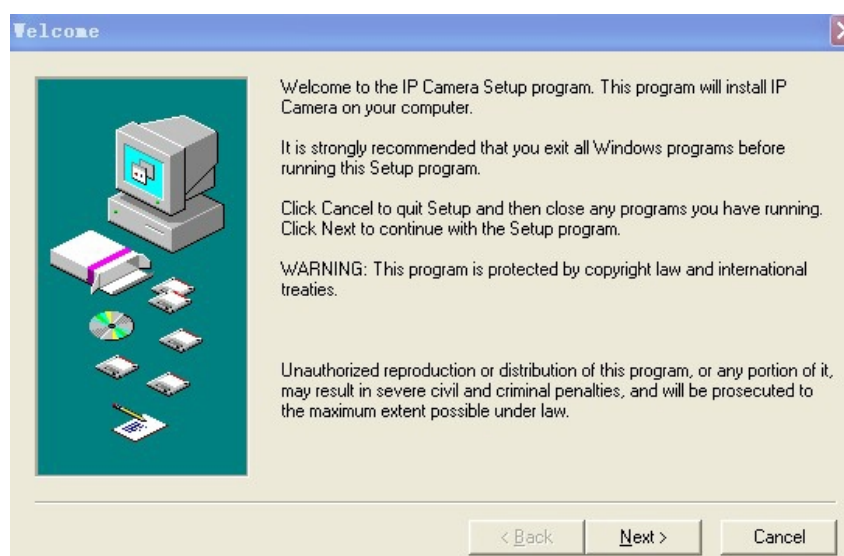 Welcome
Welcome to the IP Camera Setup program. This program will install IP
Camera on your computer.
It is strongly recommended that you exit all Windows programs before
running this Setup program.
Click Cancel to quit Setup and then close any programs you have running.
Click Next to continue with the Setup program.
WARNING: This program is protected by copyright law and international
treaties.
Unauthorized reproduction or distribution of this program, or any portion of it,
may result in severe civil and criminal penalties, and will be prosecuted to
the maximum extent possible under law.
< Back Next > Cancel